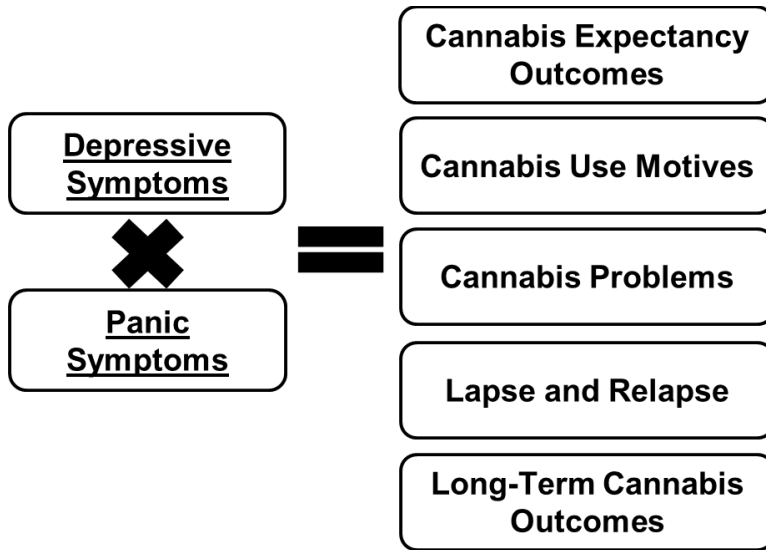 Depressive
Symptoms
Panic
Symptoms
Cannabis Expectancy
Outcomes
Cannabis Use Motives
Cannabis Problems
Lapse and Relapse
Long-Term Cannabis
Outcomes